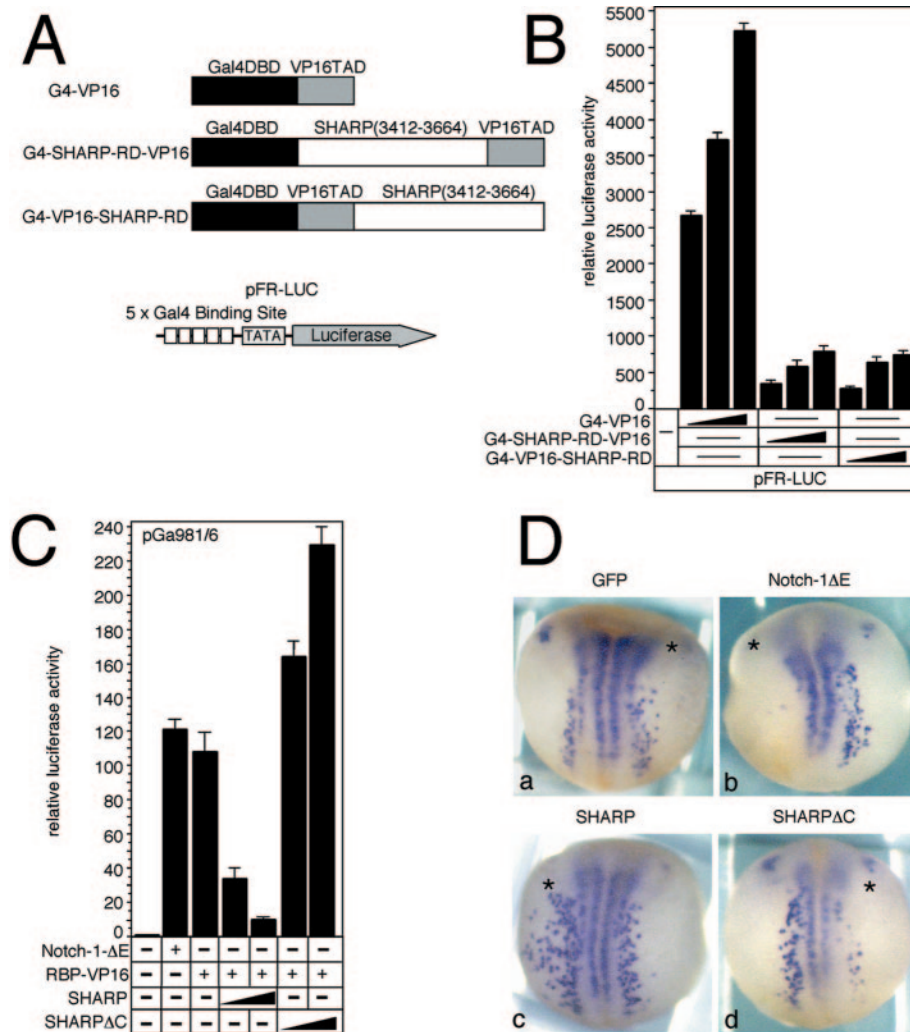 A
Gal4DBD VP16TAD
G4-VP16
Gal4DBD SHARP(3412-3664) VP16TAD
G4-SHARP-RD-VP16
Gal4DBD VP16TAD SHARP(3412-3664)
G4-VP16-SHARP-RD
pFR-LUC
5 x Gal4 Binding Site
TATA
Luciferase
B
relative luciferase activity
5500
5000
4500
4000
3500
3000
2500
2000
1500
1000
500
0
G4-VP16
G4-SHARP-RD-VP16
G4-VP16-SHARP-RD
pFR-LUC
C
pGa981/6
relative luciferase activity
240
220
200
180
160
140
120
100
80
60
40
20
0
Notch-1-ΔE - + - - - - -
RBP-VP16 - - + + + + +
SHARP - - - - -
SHARPΔC - - - - -
D
GFP
Notch-1ΔE
*
*
a
b
SHARP
SHARPΔC
*
*
c
d